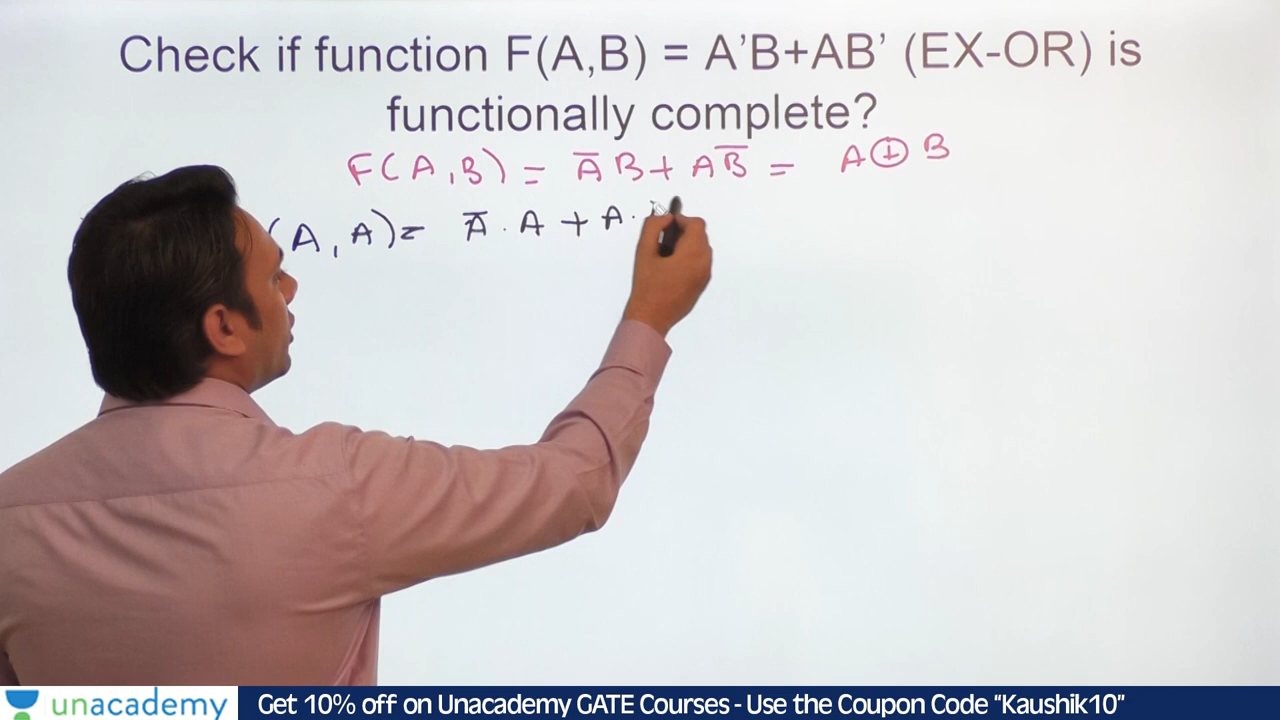 Check if function F(A,B) = A’B+AB’ (EX-OR) is
functionally complete?
F(A,B) = A̅B+AB̅ = A⊕B
(A,A)= A̅.A+A.
unacademy
Get 10% off on Unacademy GATE Courses - Use the Coupon Code “Kaushik10”